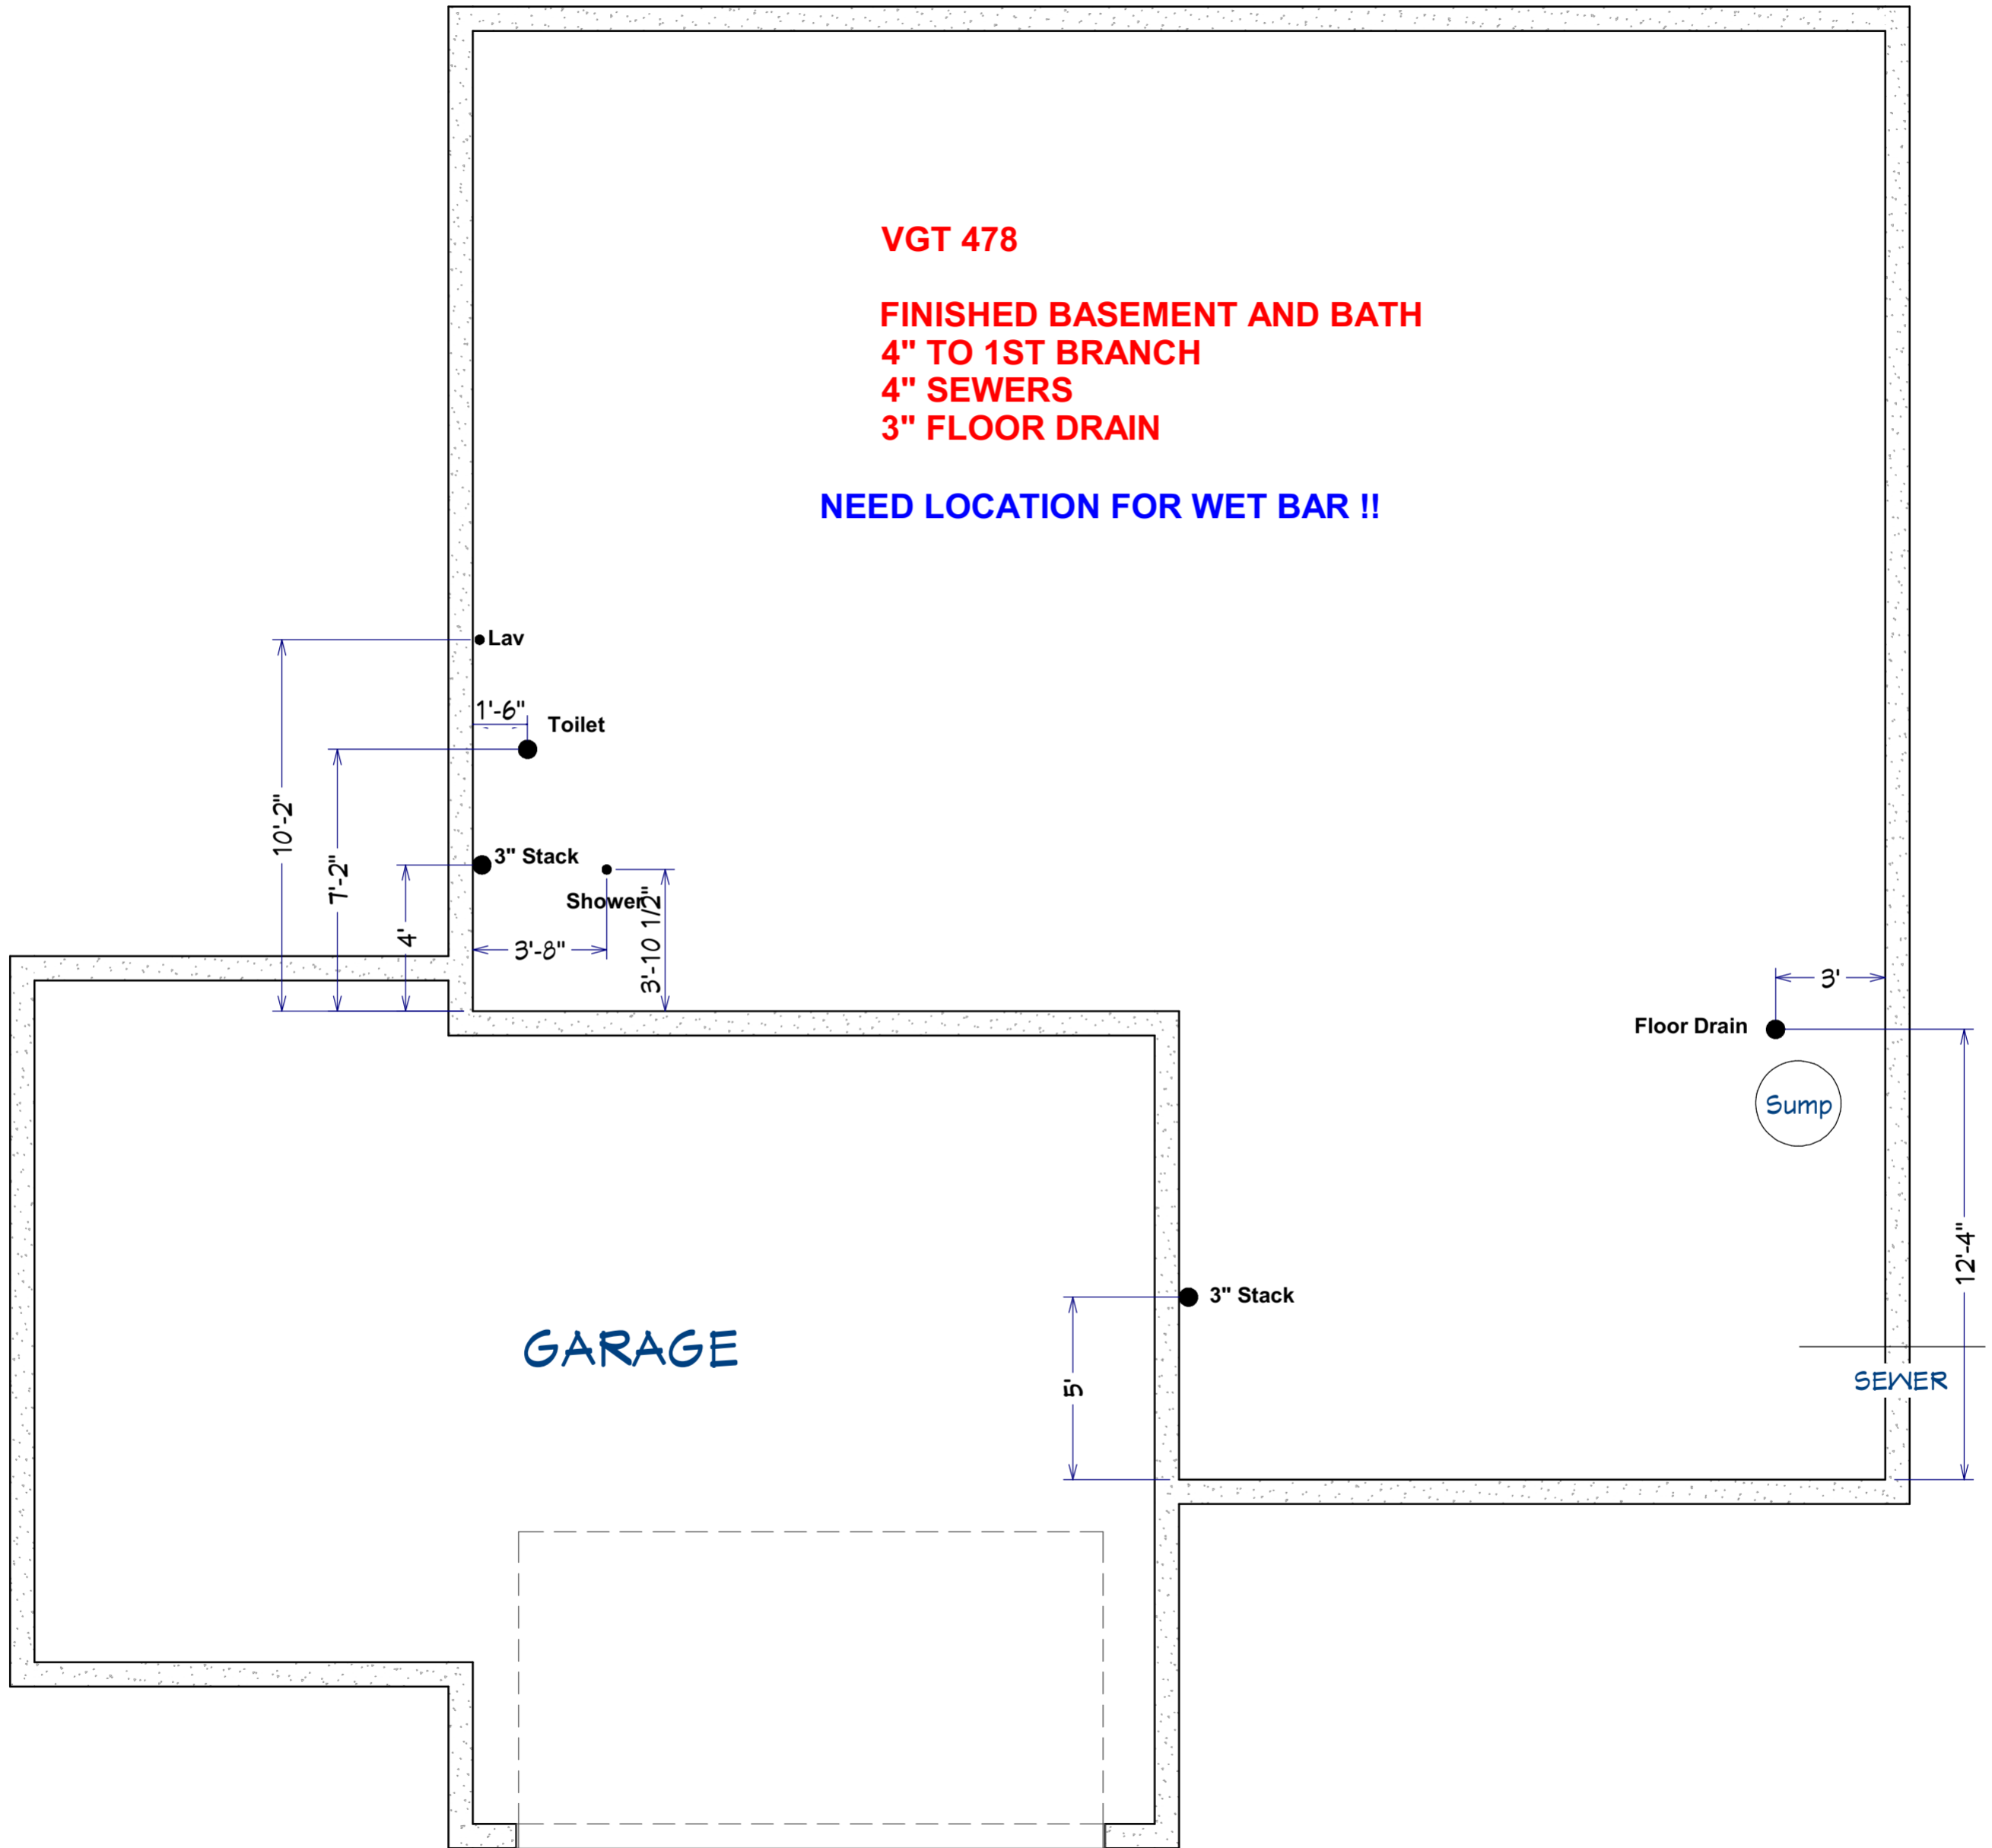 VGT 478
FINISHED BASEMENT AND BATH
4" TO 1ST BRANCH
4" SEWERS
3" FLOOR DRAIN
NEED LOCATION FOR WET BAR !!
Lav
1'-6"
Toilet
10'-2"
7'-2"
3" Stack
Shower
4'
3'-8"
3'-10 1/2"
3'
Floor Drain
Sump
12'-4"
3" Stack
GARAGE
5'
SEWER